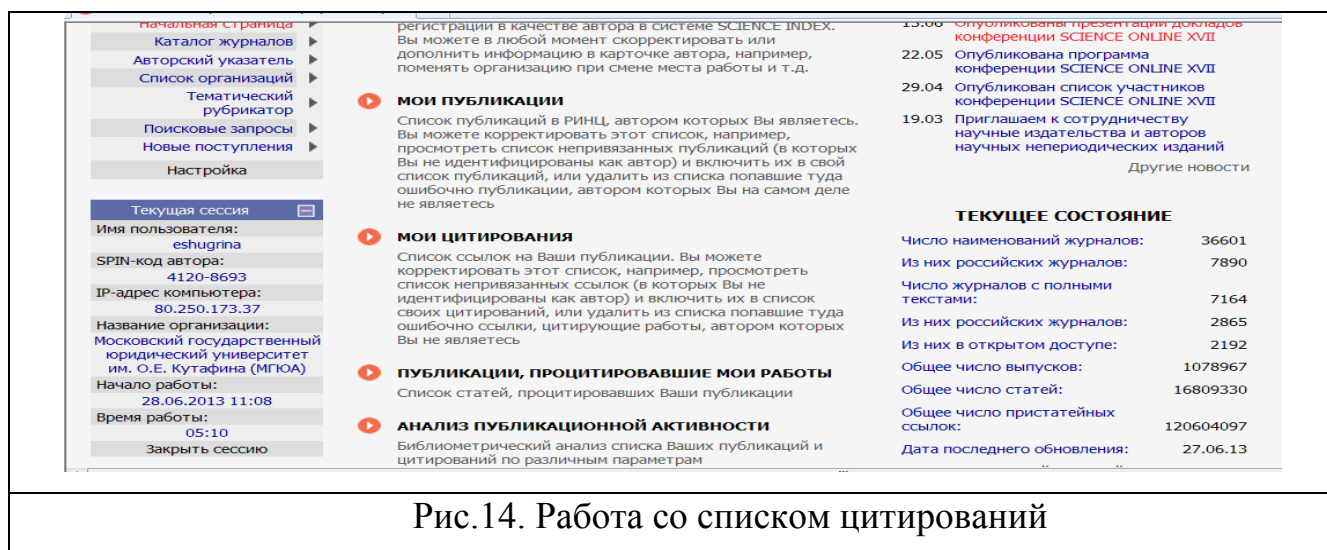 Начальная страница
Каталог журналов
Авторский указатель
Список организаций
Тематический
рубрикатор
Поисковые запросы
Новые поступления
Настройка
Текущая сессия
Имя пользователя:
eshugrina
SPIN-код автора:
4120-8693
IP-адрес компьютера:
80.250.173.37
Название организации:
Московский государственный
юридический университет
им. О.Е. Кутафина (МГЮА)
Начало работы:
28.06.2013 11:08
Время работы:
05:10
Закрыть сессию
регистрации в качестве автора в системе SCIENCE INDEX.
Вы можете в любой момент скорректировать или
дополнить информацию в карточке автора, например,
поменять организацию при смене места работы и т.д.
МОИ ПУБЛИКАЦИИ
Список публикаций в РИНЦ, автором которых Вы являетесь.
Вы можете корректировать этот список, например,
просмотреть список непривязанных публикаций (в которых
Вы не идентифицированы как автор) и включить их в свой
список публикаций, или удалить из списка попавшие туда
ошибочно публикации, автором которых Вы на самом деле
не являетесь
МОИ ЦИТИРОВАНИЯ
Список ссылок на Ваши публикации. Вы можете
корректировать этот список, например, просмотреть
список непривязанных ссылок (в которых Вы не
идентифицированы как автор) и включить их в список
своих цитирований, или удалить из списка попавшие туда
ошибочно ссылки, цитирующие работы, автором которых
Вы не являетесь
ПУБЛИКАЦИИ, ПРОЦИТИРОВАВШИЕ МОИ РАБОТЫ
Список статей, процитировавших Ваши публикации
АНАЛИЗ ПУБЛИКАЦИОННОЙ АКТИВНОСТИ
Библиометрический анализ списка Ваших публикаций и
цитирований по различным параметрам
13.06 Опубликованы презентации докладов
конференции SCIENCE ONLINE XVII
22.05 Опубликована программа
конференции SCIENCE ONLINE XVII
29.04 Опубликован список участников
конференции SCIENCE ONLINE XVII
19.03 Приглашаем к сотрудничеству
научные издательства и авторов
научных непериодических изданий
Другие новости
ТЕКУЩЕЕ СОСТОЯНИЕ
Число наименований журналов: 36601
Из них российских журналов: 7890
Число журналов с полными
текстами: 7164
Из них российских журналов: 2865
Из них в открытом доступе: 2192
Общее число выпусков: 1078967
Общее число статей: 16809330
Общее число пристатейных
ссылок: 120604097
Дата последнего обновления: 27.06.13
Рис.14. Работа со списком цитирований